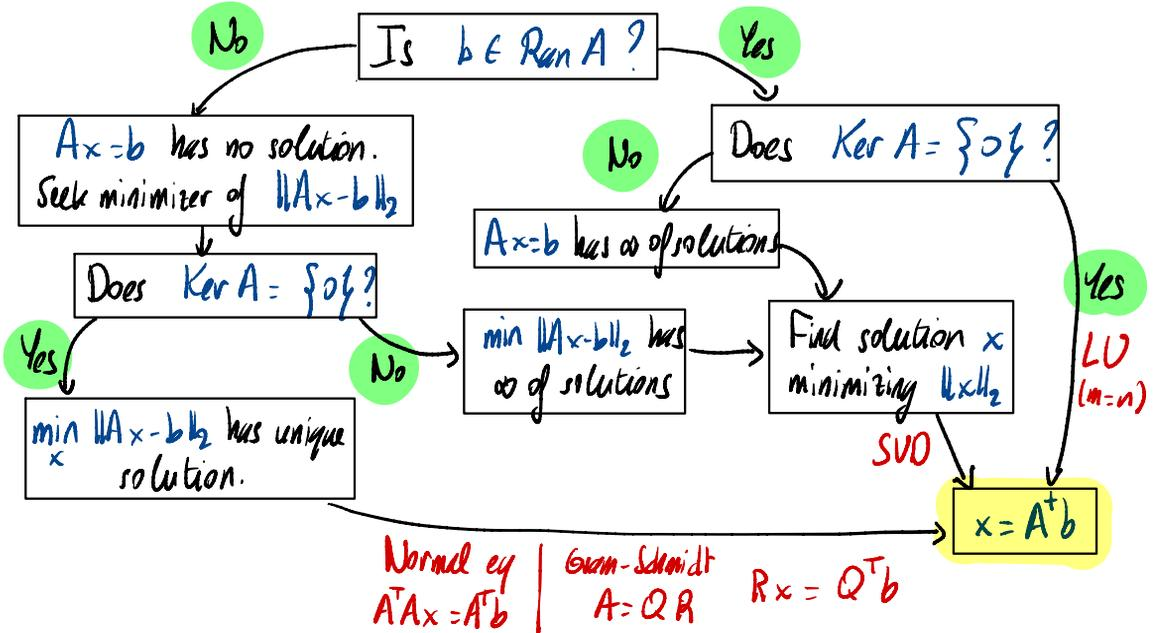 No
Is b ∈ Ran A ?
Yes
Ax=b has no solution.
Seek minimizer of ||Ax-b||₂
No
Does Ker A = {0} ?
Ax=b has ∞ of solutions
Does Ker A = {0} ?
Yes
No
min ||Ax-b||₂ has
∞ of solutions
Find solution x
minimizing ||x||₂
Yes
LU
(m=n)
min ||Ax-b||₂ has unique
x
solution.
SVD
x = A⁺b
Normal eq
AᵀAx = Aᵀb
Gram-Schmidt
A = QR
Rx = Qᵀb